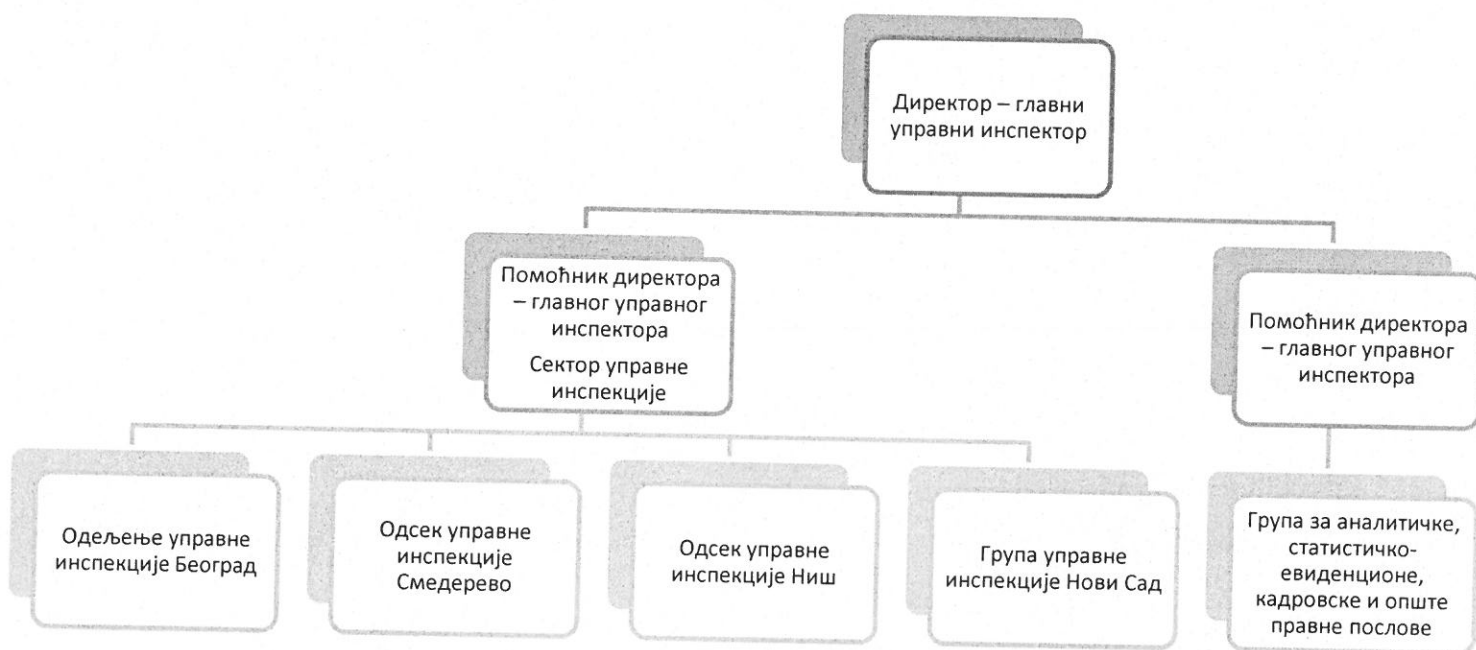 Директор – главни
управни инспектор
Помоћник директора
– главног управног
инспектора
Сектор управне
инспекције
Помоћник директора
– главног управног
инспектора
Одељење управне
инспекције Београд
Одсек управне
инспекције
Смедерево
Одсек управне
инспекције Ниш
Група управне
инспекције Нови Сад
Група за аналитичке,
статистичко-
евиденционе,
кадровске и опште
правне послове